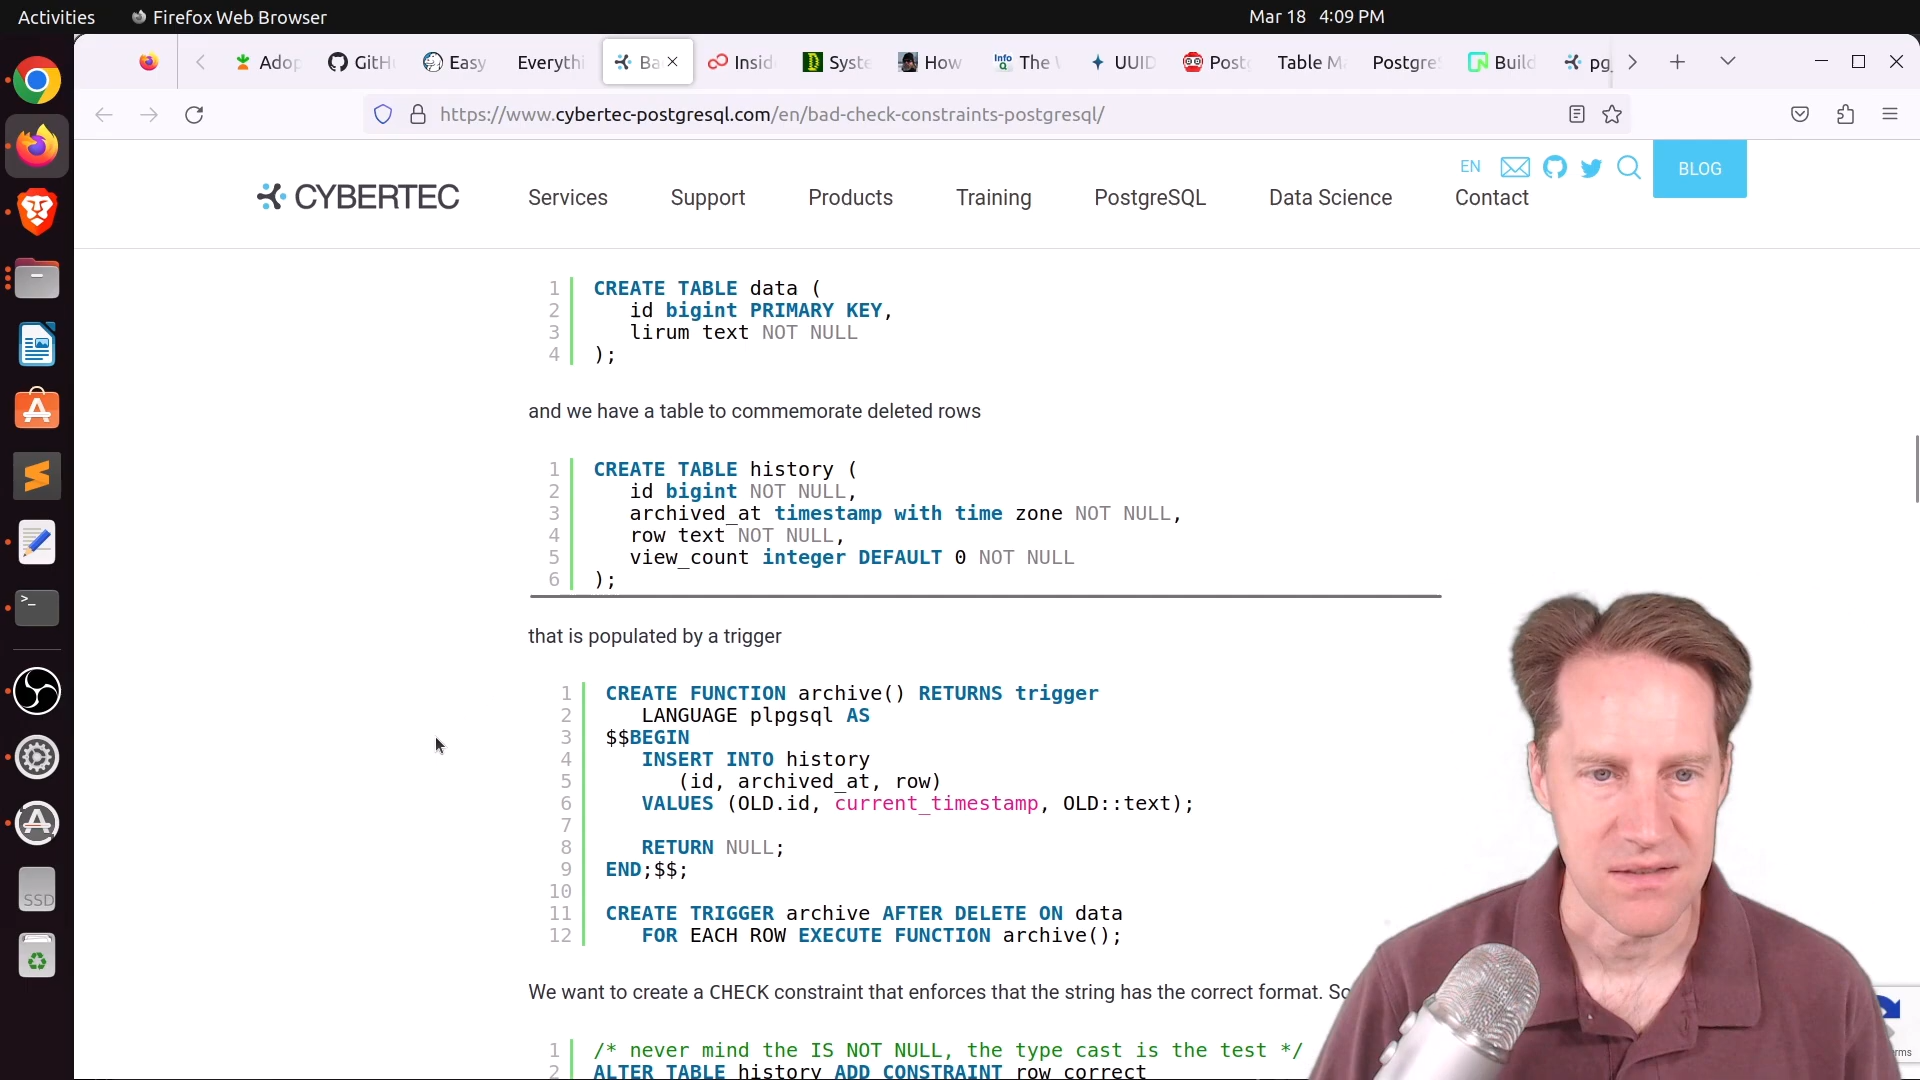 Activities
Firefox Web Browser
Mar 18 4:09 PM
Adop
GitH
Easy
Everythi
Ba
Insid
Syste
How
The
UUID
Postg
Table M
Postgre
Build
pg_
https://www.cybertec-postgresql.com/en/bad-check-constraints-postgresql/
EN
BLOG
CYBERTEC
Services
Support
Products
Training
PostgreSQL
Data Science
Contact
1 CREATE TABLE data (
2 id bigint PRIMARY KEY,
3 lirum text NOT NULL
4 );
and we have a table to commemorate deleted rows
1 CREATE TABLE history (
2 id bigint NOT NULL,
3 archived_at timestamp with time zone NOT NULL,
4 row text NOT NULL,
5 view_count integer DEFAULT 0 NOT NULL
6 );
that is populated by a trigger
1 CREATE FUNCTION archive() RETURNS trigger
2 LANGUAGE plpgsql AS
3 $$BEGIN
4 INSERT INTO history
5 (id, archived_at, row)
6 VALUES (OLD.id, current_timestamp, OLD::text);
7
8 RETURN NULL;
9 END;$$;
10
11 CREATE TRIGGER archive AFTER DELETE ON data
12 FOR EACH ROW EXECUTE FUNCTION archive();
We want to create a CHECK constraint that enforces that the string has the correct format. So
1 /* never mind the IS NOT NULL, the type cast is the test */
2 ALTER TABLE history ADD CONSTRAINT row_correct
SSD